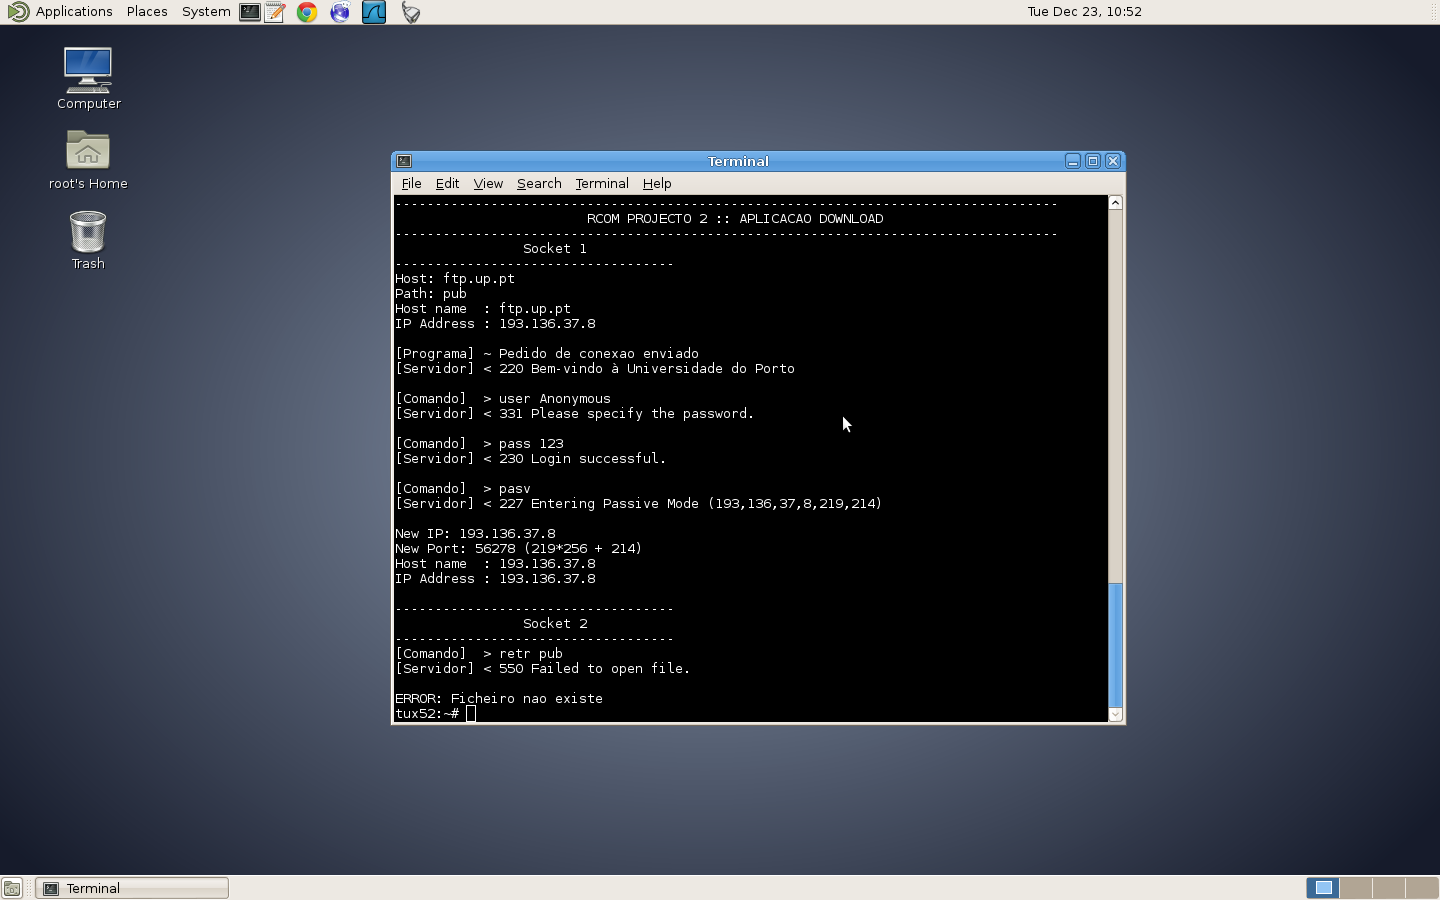 Applications Places System
Tue Dec 23, 10:52
Computer
root's Home
Trash
Terminal
File Edit View Search Terminal Help
-----------------------------------------------------------------------------------
RCOM PROJECTO 2 :: APLICACAO DOWNLOAD
-----------------------------------------------------------------------------------
Socket 1
-----------------------------------
Host: ftp.up.pt
Path: pub
Host name  : ftp.up.pt
IP Address : 193.136.37.8
[Programa] ~ Pedido de conexao enviado
[Servidor] < 220 Bem-vindo à Universidade do Porto
[Comando]  > user Anonymous
[Servidor] < 331 Please specify the password.
[Comando]  > pass 123
[Servidor] < 230 Login successful.
[Comando]  > pasv
[Servidor] < 227 Entering Passive Mode (193,136,37,8,219,214)
New IP: 193.136.37.8
New Port: 56278 (219*256 + 214)
Host name  : 193.136.37.8
IP Address : 193.136.37.8
-----------------------------------
Socket 2
-----------------------------------
[Comando]  > retr pub
[Servidor] < 550 Failed to open file.
ERROR: Ficheiro nao existe
tux52:~#
Terminal